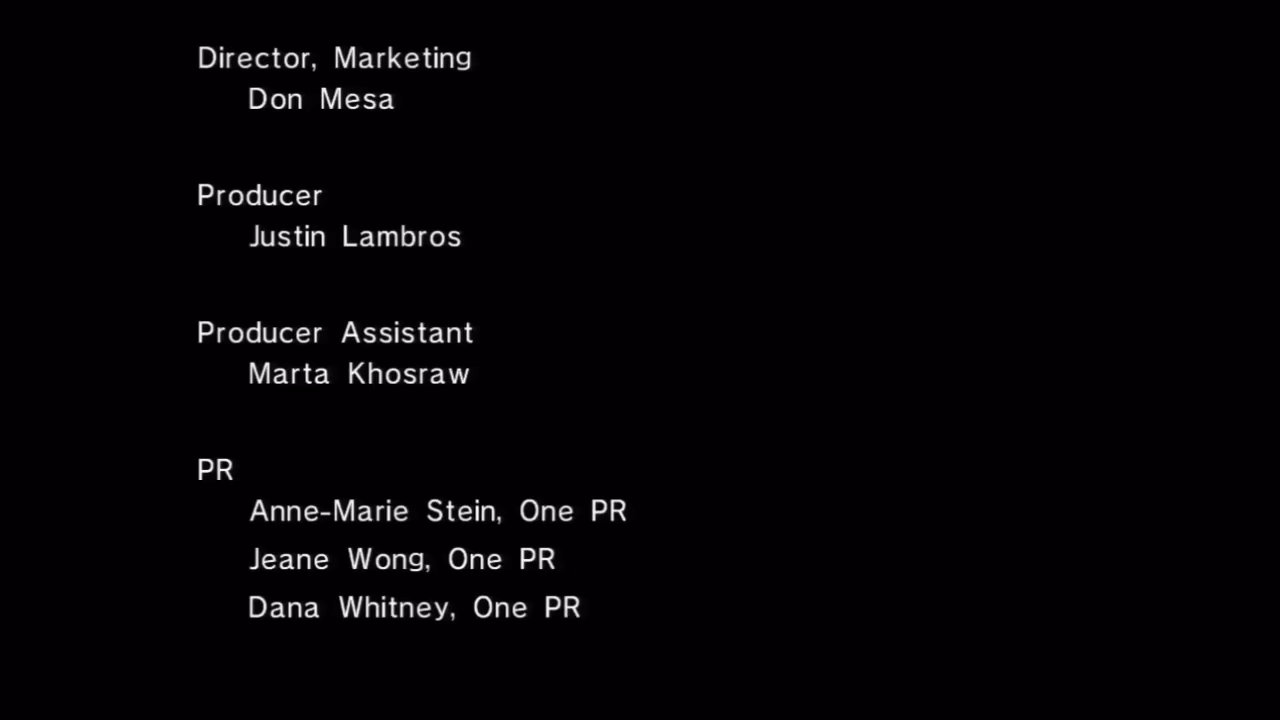 Director, Marketing
Don Mesa
Producer
Justin Lambros
Producer Assistant
Marta Khosraw
PR
Anne-Marie Stein, One PR
Jeane Wong, One PR
Dana Whitney, One PR